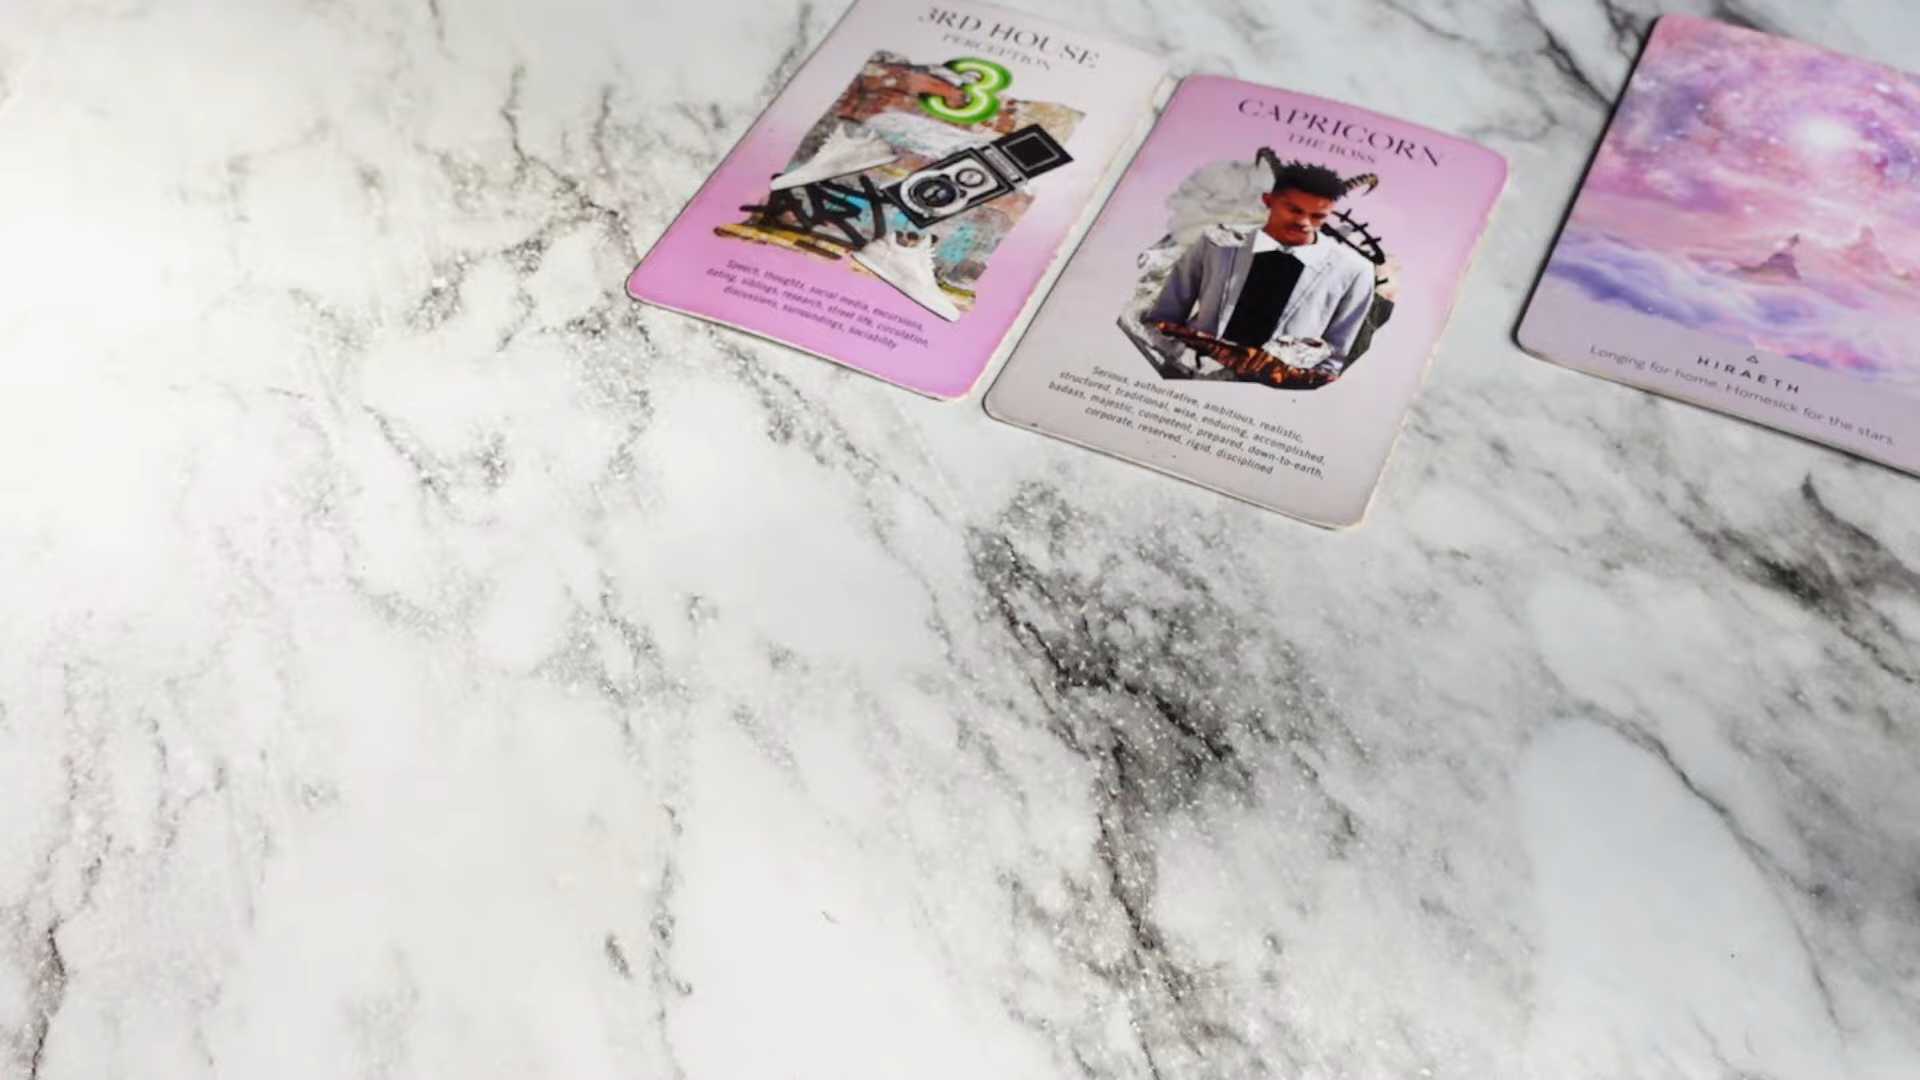 3RD HOUSE
PERCEPTION
3
ART
Speech, thoughts, social media, excursions,
dating, siblings, research, street life, circulation,
discussions, surroundings, sociability
CAPRICORN
THE BOSS
Serious, authoritative, ambitious, realistic,
structured, traditional, wise, enduring, accomplished,
badass, majestic, competent, prepared, down-to-earth,
corporate, reserved, rigid, disciplined
HIRAETH
Longing for home. Homesick for the stars.